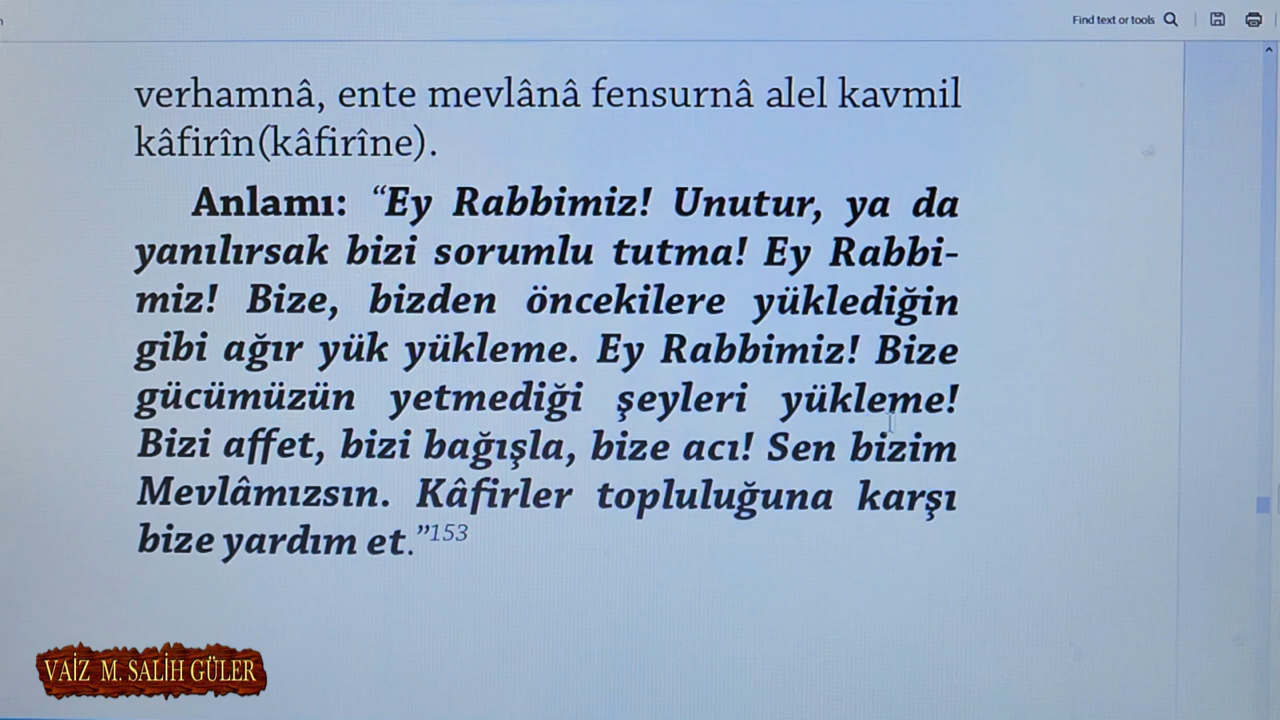 Find text or tools
verhamnâ, ente mevlânâ fensurnâ alel kavmil
kâfirîn(kâfirîne).
Anlamı: “Ey Rabbimiz! Unutur, ya da
yanılırsak bizi sorumlu tutma! Ey Rabbi-
miz! Bize, bizden öncekilere yüklediğin
gibi ağır yük yükleme. Ey Rabbimiz! Bize
gücümüzün yetmediği şeyleri yükleme!
Bizi affet, bizi bağışla, bize acı! Sen bizim
Mevlâmızsın. Kâfirler topluluğuna karşı
bize yardım et.”153
VAİZ M. SALİH GÜLER